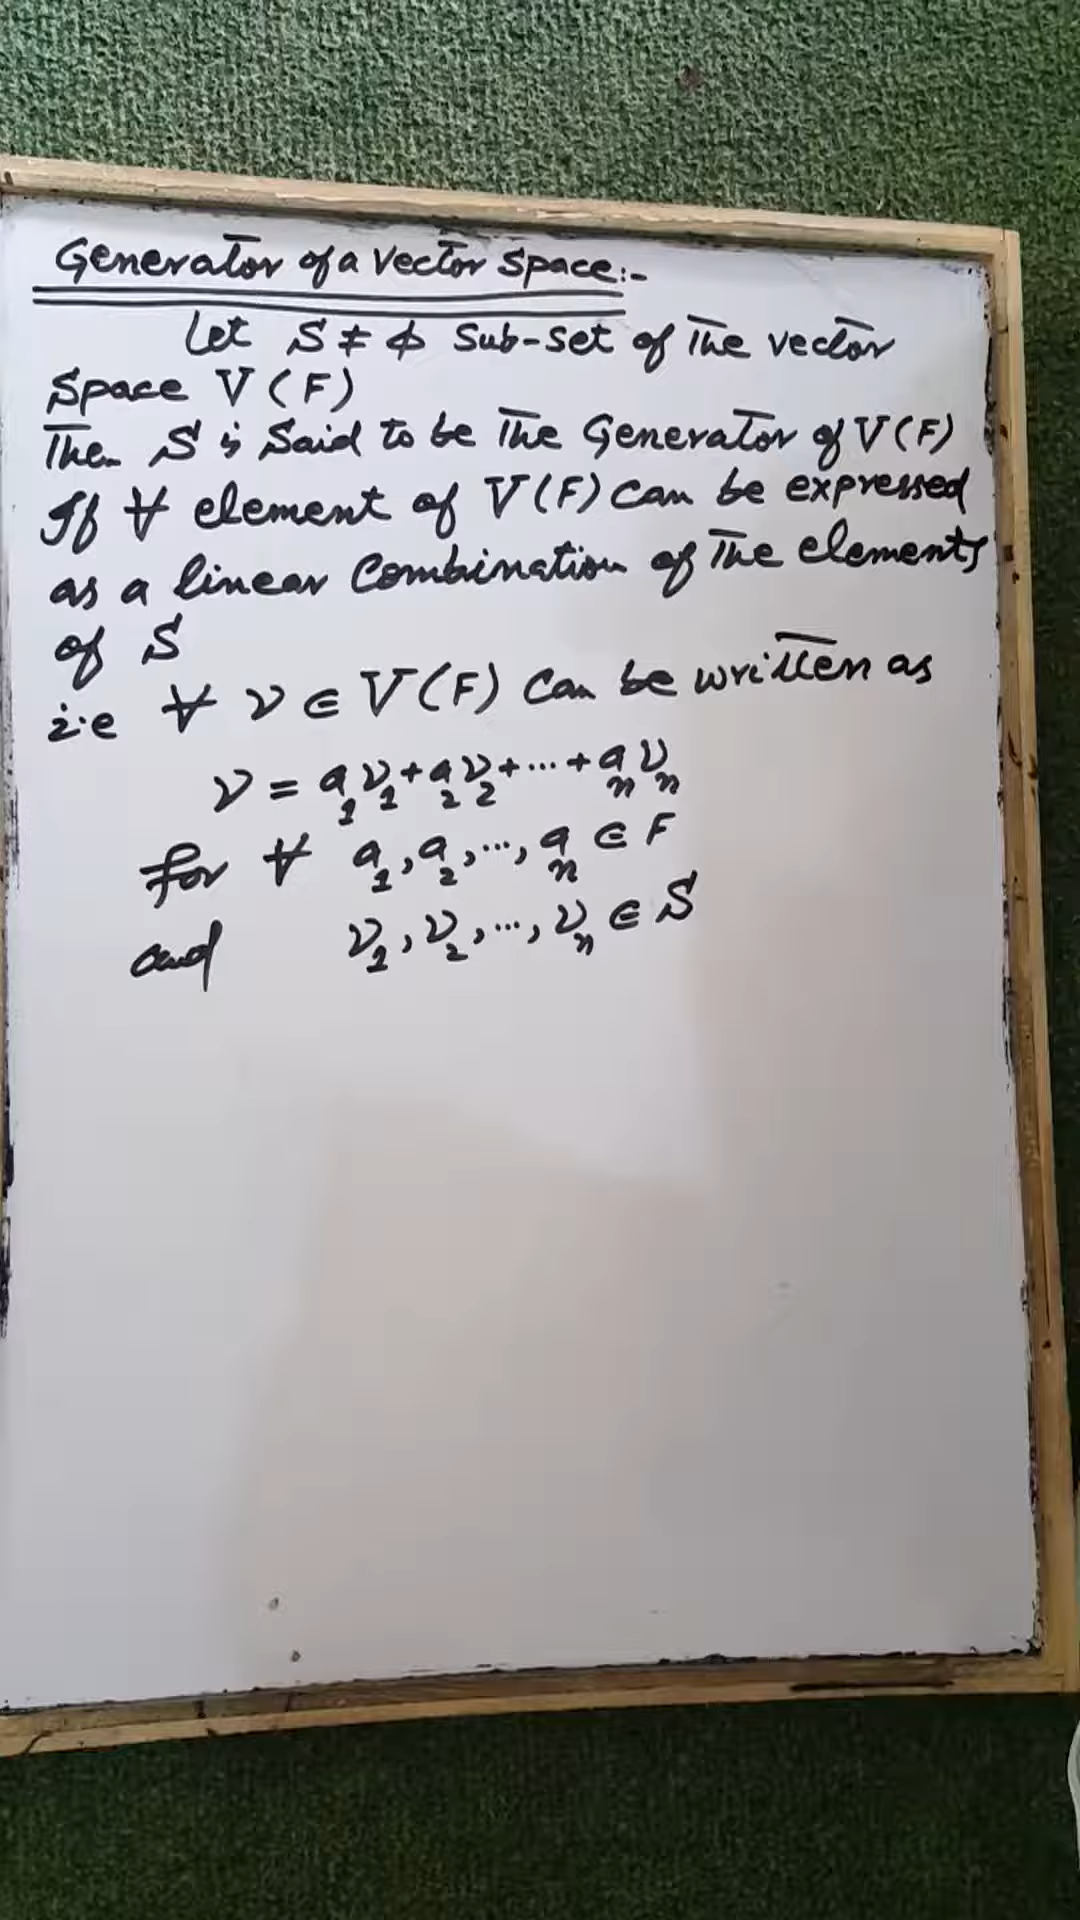 Generator of a Vector Space:-
Let S ≠ ϕ Sub-set of The vector
Space V(F)
Then S is Said to be The Generator of V(F)
If ∀ element of V(F) can be expressed
as a linear Combination of The elements
of S
i.e ∀ v ∈ V(F) Can be written as
v = a₁v₁ + a₂v₂ + ... + aₙvₙ
for ∀ a₁, a₂, ..., aₙ ∈ F
and v₁, v₂, ..., vₙ ∈ S